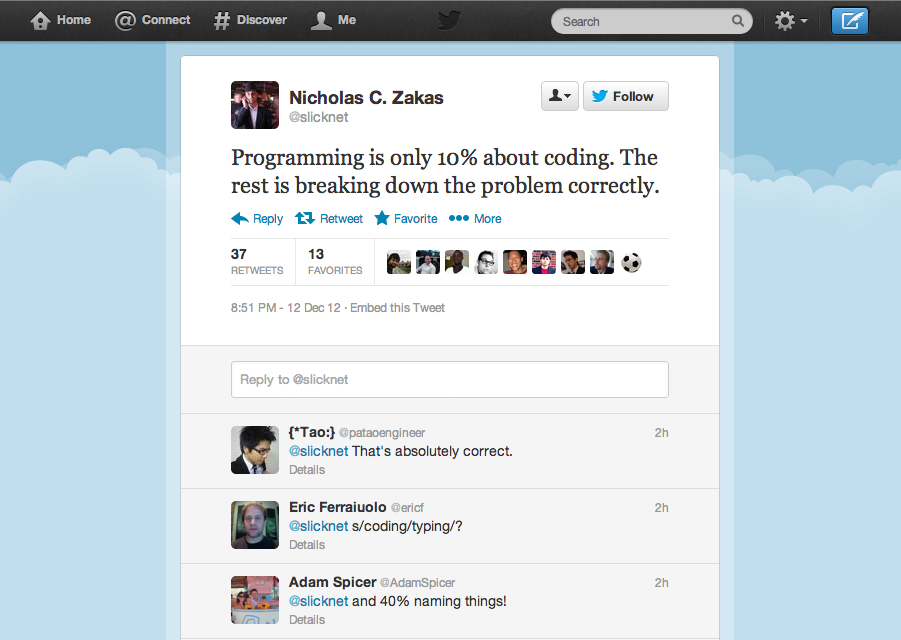 Home Connect Discover Me Search
Nicholas C. Zakas
@slicknet
Follow
Programming is only 10% about coding. The
rest is breaking down the problem correctly.
Reply Retweet Favorite More
37 RETWEETS
13 FAVORITES
8:51 PM - 12 Dec 12 · Embed this Tweet
Reply to @slicknet
{*Tao:} @pataoengineer 2h
@slicknet That's absolutely correct.
Details
Eric Ferraiuolo @ericf 2h
@slicknet s/coding/typing/?
Details
Adam Spicer @AdamSpicer 2h
@slicknet and 40% naming things!
Details